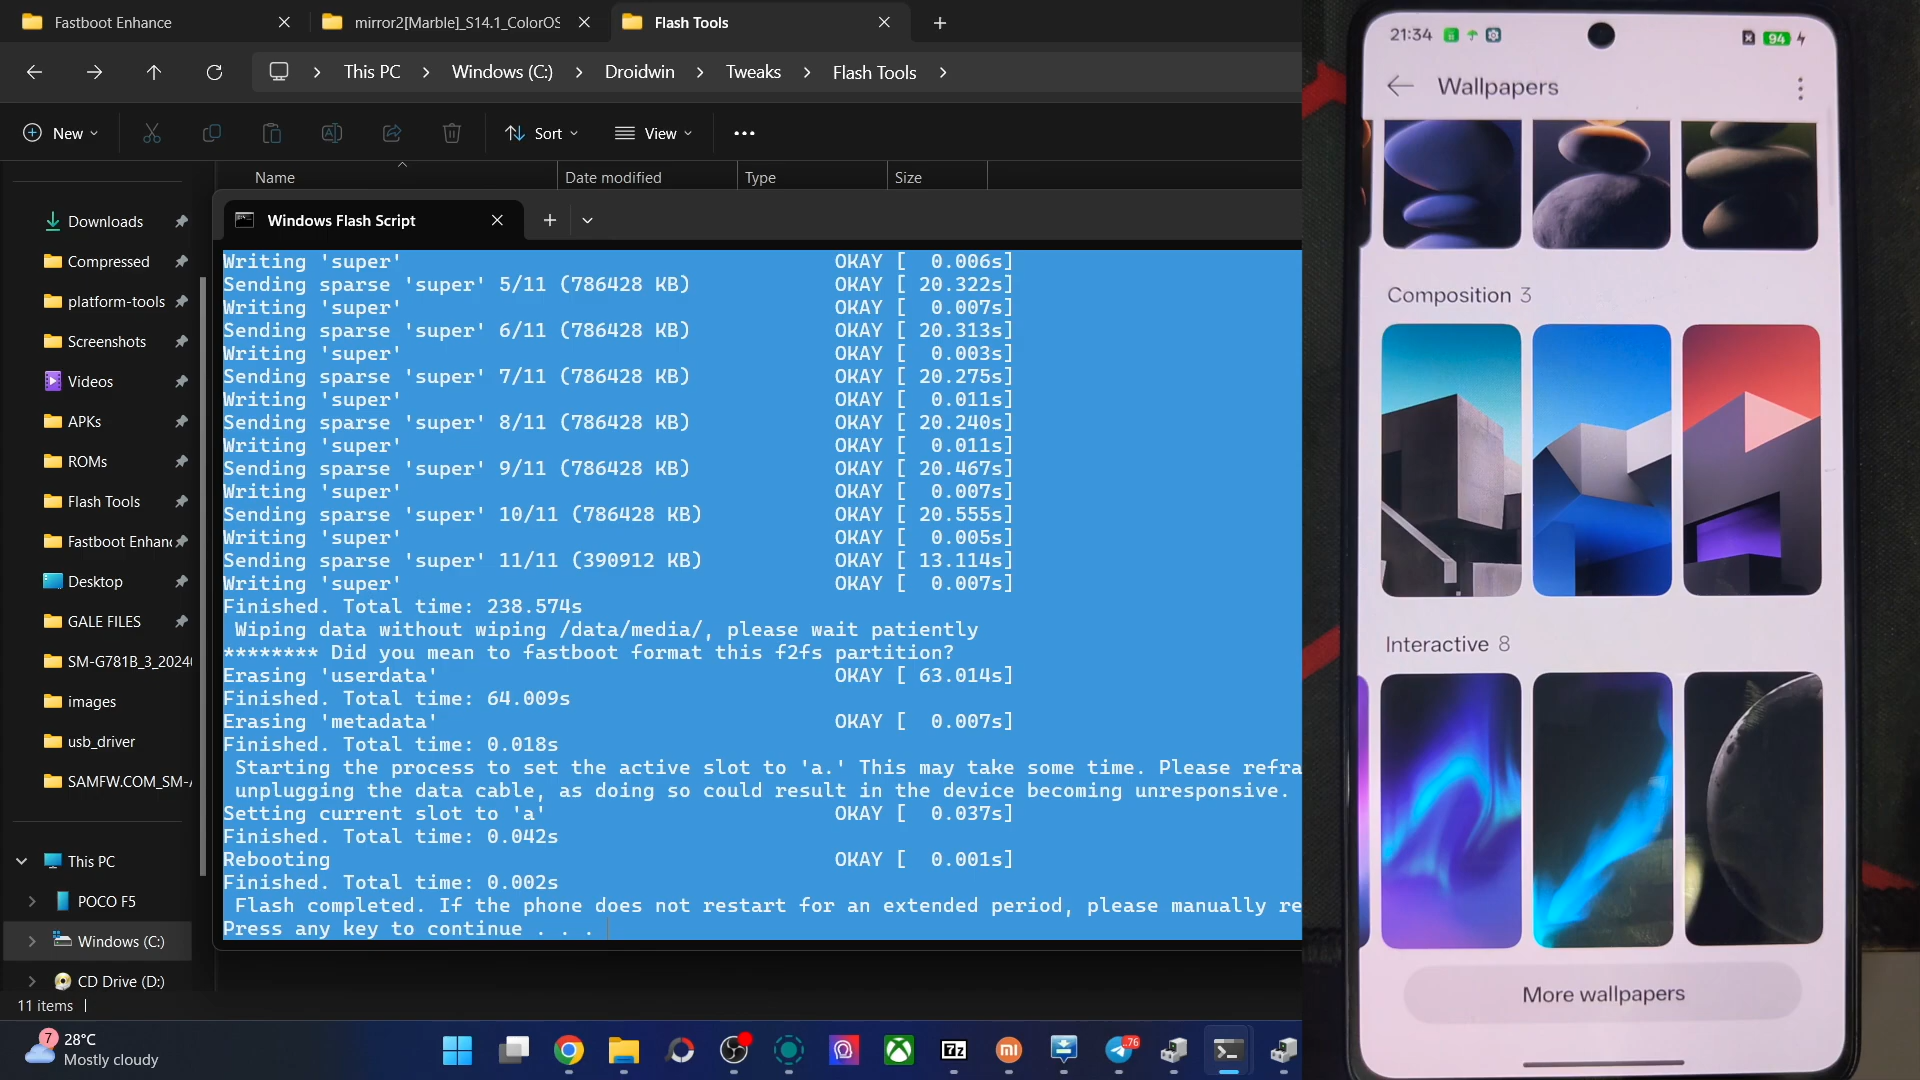 Fastboot Enhance
mirror2[Marble]_S14.1_ColorOS
Flash Tools
This PC
Windows (C:)
Droidwin
Tweaks
Flash Tools
New
Sort
View
Name
Date modified
Type
Size
Downloads
Compressed
platform-tools
Screenshots
Videos
APKs
ROMs
Flash Tools
Fastboot Enhanc
Desktop
GALE FILES
SM-G781B_3_2024
images
usb_driver
SAMFW.COM_SM-
This PC
POCO F5
Windows (C:)
CD Drive (D:)
11 items
Windows Flash Script
Writing 'super' OKAY [ 0.006s]
Sending sparse 'super' 5/11 (786428 KB) OKAY [ 20.322s]
Writing 'super' OKAY [ 0.007s]
Sending sparse 'super' 6/11 (786428 KB) OKAY [ 20.313s]
Writing 'super' OKAY [ 0.003s]
Sending sparse 'super' 7/11 (786428 KB) OKAY [ 20.275s]
Writing 'super' OKAY [ 0.011s]
Sending sparse 'super' 8/11 (786428 KB) OKAY [ 20.240s]
Writing 'super' OKAY [ 0.011s]
Sending sparse 'super' 9/11 (786428 KB) OKAY [ 20.467s]
Writing 'super' OKAY [ 0.007s]
Sending sparse 'super' 10/11 (786428 KB) OKAY [ 20.555s]
Writing 'super' OKAY [ 0.005s]
Sending sparse 'super' 11/11 (390912 KB) OKAY [ 13.114s]
Writing 'super' OKAY [ 0.007s]
Finished. Total time: 238.574s
Wiping data without wiping /data/media/, please wait patiently
******** Did you mean to fastboot format this f2fs partition?
Erasing 'userdata' OKAY [ 63.014s]
Finished. Total time: 64.009s
Erasing 'metadata' OKAY [ 0.007s]
Finished. Total time: 0.018s
Starting the process to set the active slot to 'a.' This may take some time. Please refra
unplugging the data cable, as doing so could result in the device becoming unresponsive.
Setting current slot to 'a' OKAY [ 0.037s]
Finished. Total time: 0.042s
Rebooting OKAY [ 0.001s]
Finished. Total time: 0.002s
Flash completed. If the phone does not restart for an extended period, please manually re
Press any key to continue . . .
7
28°C
Mostly cloudy
7z
mi
76
21:34
94
Wallpapers
Composition 3
Interactive 8
More wallpapers